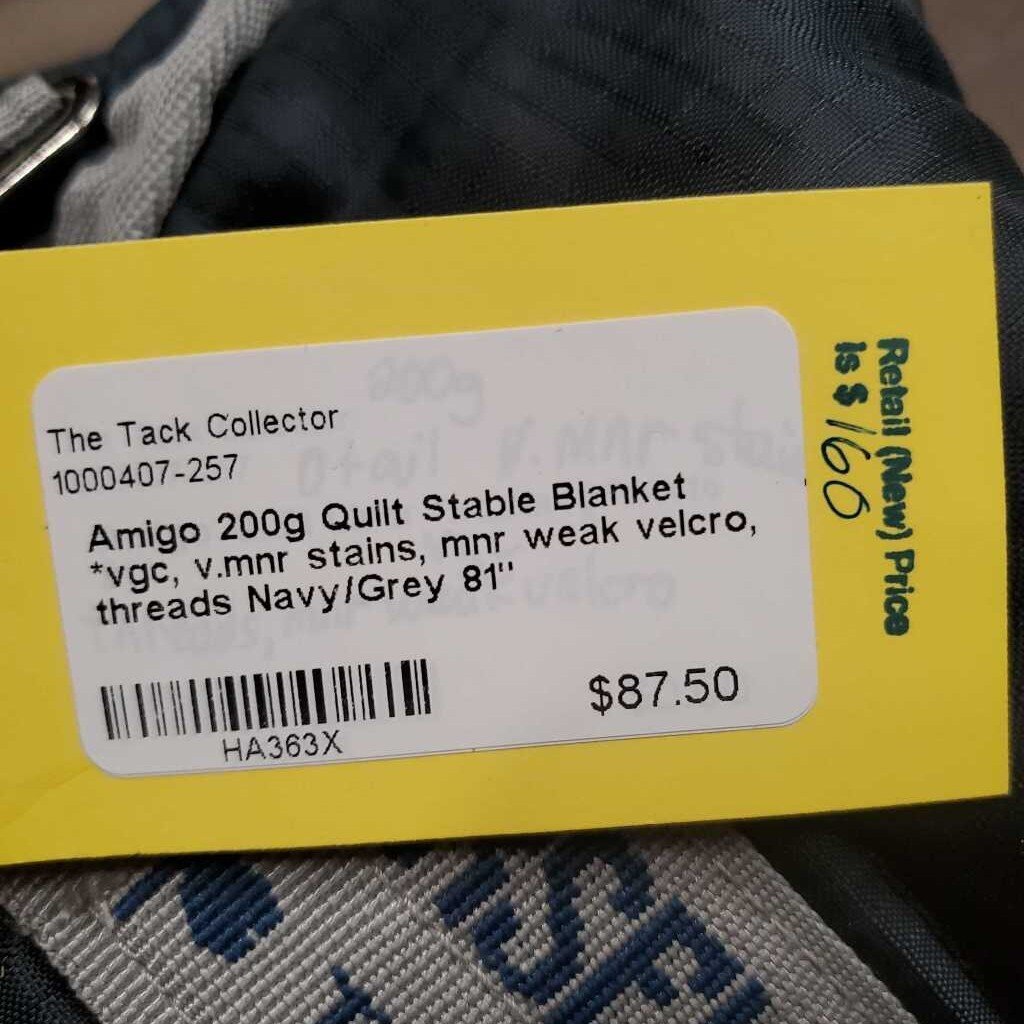 The Tack Collector
1000407-257
Amigo 200g Quilt Stable Blanket
*vgc, v.mnr stains, mnr weak velcro,
threads Navy/Grey 81"
HA363X
$87.50
Retail (New) Price
is $ 160